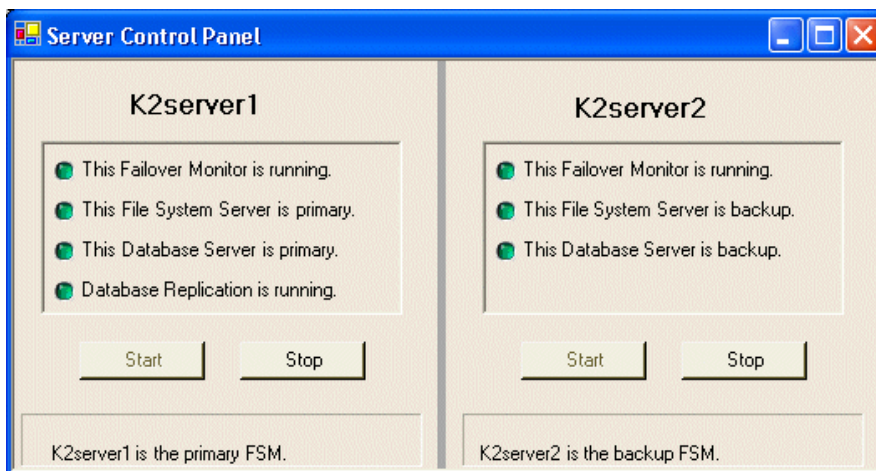 Server Control Panel
K2server1
This Failover Monitor is running.
This File System Server is primary.
This Database Server is primary.
Database Replication is running.
Start
Stop
K2server1 is the primary FSM.
K2server2
This Failover Monitor is running.
This File System Server is backup.
This Database Server is backup.
Start
Stop
K2server2 is the backup FSM.